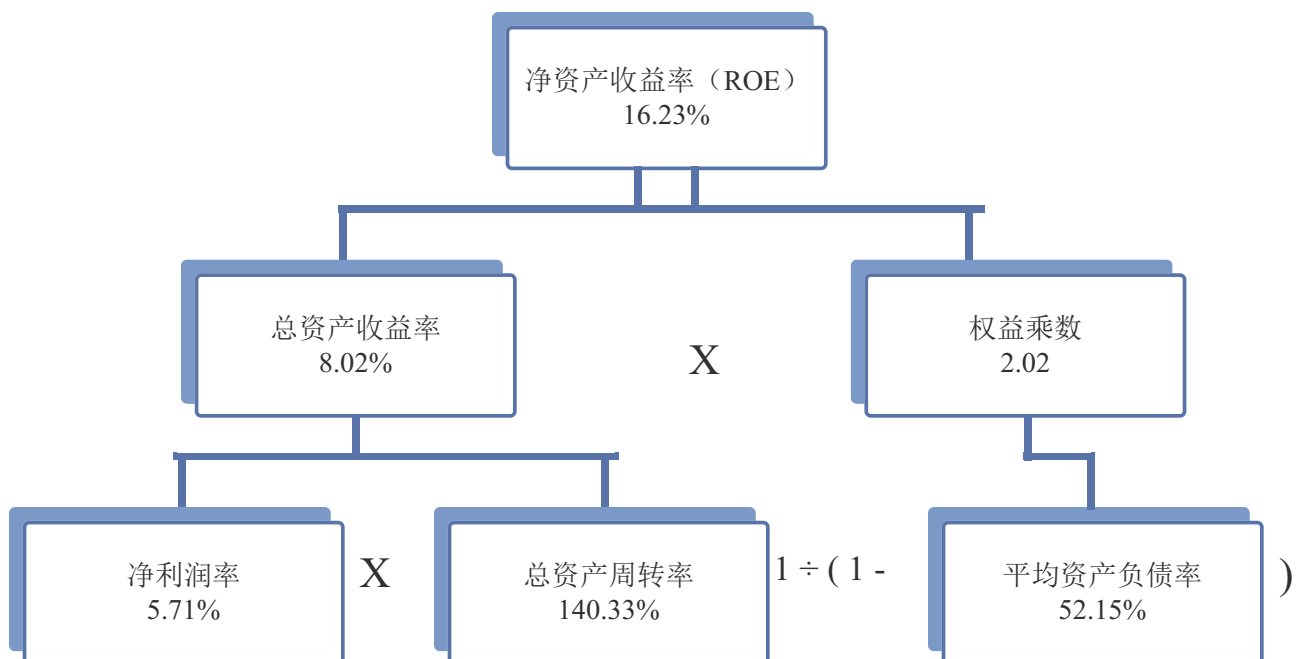 净资产收益率（ROE）
16.23%
总资产收益率
8.02%
X
权益乘数
2.02
净利润率
5.71%
X
总资产周转率
140.33%
1 ÷ ( 1 -
平均资产负债率
52.15%
)